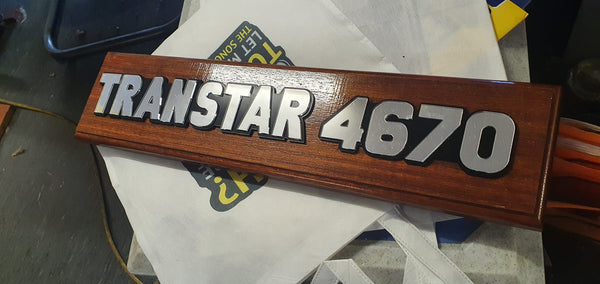 TRANSTAR 4670
LET M
THE SONG